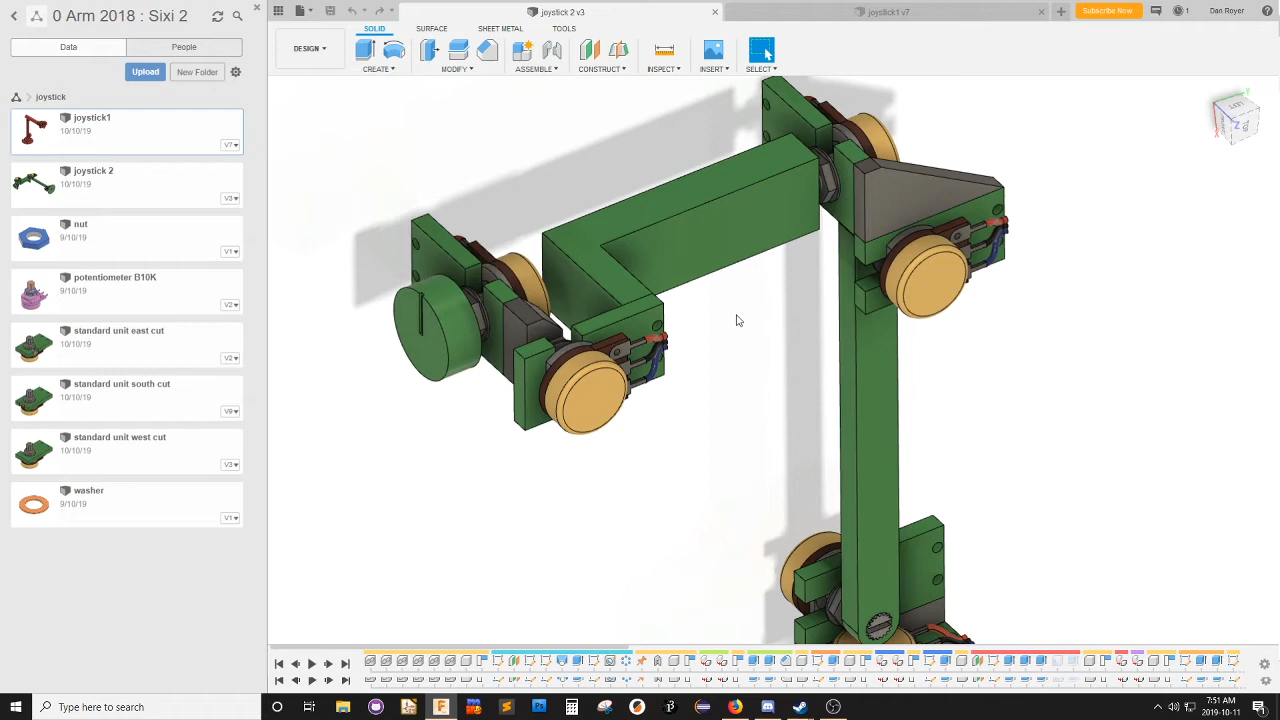 0 Arm 2018 : Sixi 2
joystick 2 v3
joystick1 v7
Subscribe Now
1
Dan Royer
SOLID
SURFACE
SHEET METAL
TOOLS
DESIGN
CREATE
MODIFY
ASSEMBLE
CONSTRUCT
INSPECT
INSERT
SELECT
Data
People
Upload
New Folder
joystick
joystick1
10/10/19
V7
joystick 2
10/10/19
V3
nut
9/10/19
V1
potentiometer B10K
9/10/19
V2
standard unit east cut
10/10/19
V2
standard unit south cut
10/10/19
V9
standard unit west cut
10/10/19
V3
washer
9/10/19
V1
Y
X
Z
LEFT
Type here to search
7:51 AM
2019-10-11